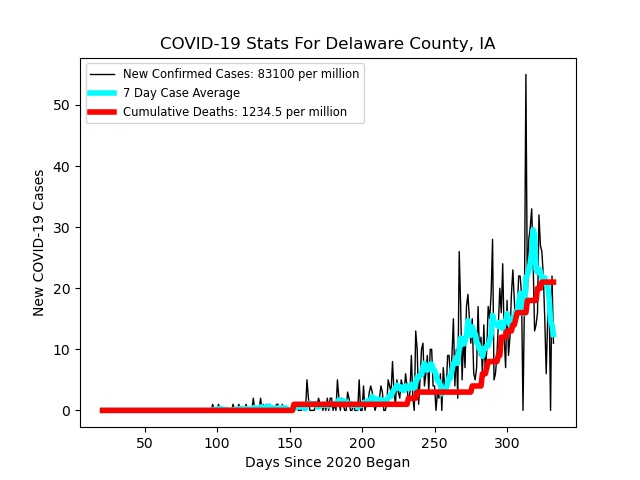 COVID-19 Stats For Delaware County, IA
New Confirmed Cases: 83100 per million
7 Day Case Average
Cumulative Deaths: 1234.5 per million
New COVID-19 Cases
50
40
30
20
10
0
50
100
150
200
250
300
Days Since 2020 Began